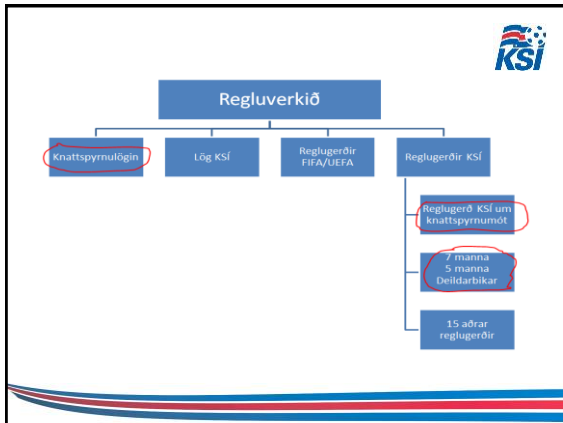 KSÍ
Regluverkið
Knattspyrnulögin
Lög KSÍ
Reglugerðir
FIFA/UEFA
Reglugerðir KSÍ
Reglugerð KSÍ um
knattspyrnumót
7 manna
5 manna
Deildarbikar
15 aðrar
reglugerðir